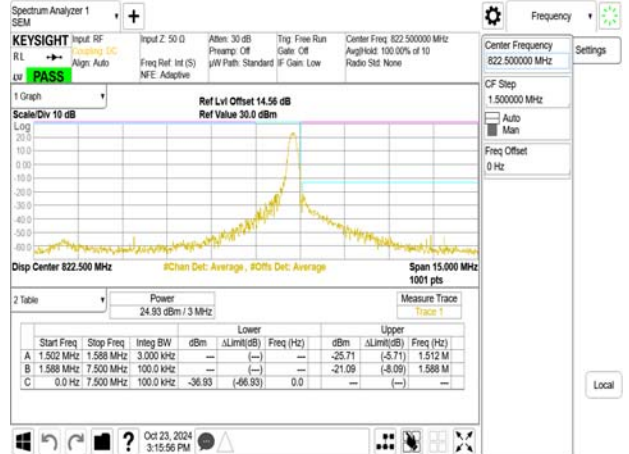 Spectrum Analyzer 1
SEM
Frequency
KEYSIGHT
Input: RF
Coupling: DC
Align: Auto
Input Z: 50 Ω
Freq Ref: Int (S)
NFE: Adaptive
Atten: 30 dB
Preamp: Off
µW Path: Standard
Trig: Free Run
Gate: Off
IF Gain: Low
Center Freq: 822.500000 MHz
Avg|Hold: 100.00% of 10
Radio Std: None
RL
PASS
Center Frequency
822.500000 MHz
Settings
CF Step
1.500000 MHz
Auto
Man
Freq Offset
0 Hz
1 Graph
Scale/Div 10 dB
Ref Lvl Offset 14.56 dB
Ref Value 30.0 dBm
Log
20.0
10.0
0.00
-10.0
-20.0
-30.0
-40.0
-50.0
-60.0
Disp Center 822.500 MHz
#Chan Det: Average, #Offs Det: Average
Span 15.000 MHz
1001 pts
2 Table
Power
24.93 dBm / 3 MHz
Measure Trace
Trace 1
Lower Upper
Start Freq Stop Freq Integ BW dBm ΔLimit(dB) Freq (Hz) dBm ΔLimit(dB) Freq (Hz)
A 1.502 MHz 1.588 MHz 3.000 kHz --- (---) --- -25.71 (-5.71) 1.512 M
B 1.588 MHz 7.500 MHz 100.0 kHz --- (---) --- -21.09 (-8.09) 1.588 M
C 0.0 Hz 7.500 MHz 100.0 kHz -36.93 (-66.93) 0.0 --- (---) ---
Local
?
Oct 23, 2024
3:15:56 PM